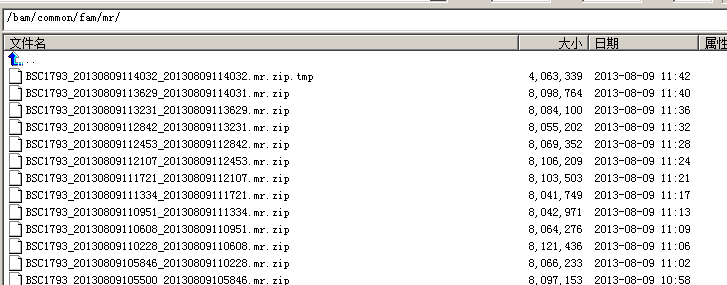 /bam/common/fam/mr/
文件名 大小 日期 属性
..
BSC1793_20130809114032_20130809114032.mr.zip.tmp 4,063,339 2013-08-09 11:42
BSC1793_20130809113629_20130809114031.mr.zip 8,098,764 2013-08-09 11:40
BSC1793_20130809113231_20130809113629.mr.zip 8,084,100 2013-08-09 11:36
BSC1793_20130809112842_20130809113231.mr.zip 8,055,202 2013-08-09 11:32
BSC1793_20130809112453_20130809112842.mr.zip 8,069,352 2013-08-09 11:28
BSC1793_20130809112107_20130809112453.mr.zip 8,106,209 2013-08-09 11:24
BSC1793_20130809111721_20130809112107.mr.zip 8,103,503 2013-08-09 11:21
BSC1793_20130809111334_20130809111721.mr.zip 8,041,749 2013-08-09 11:17
BSC1793_20130809110951_20130809111334.mr.zip 8,042,971 2013-08-09 11:13
BSC1793_20130809110608_20130809110951.mr.zip 8,064,276 2013-08-09 11:09
BSC1793_20130809110228_20130809110608.mr.zip 8,121,436 2013-08-09 11:06
BSC1793_20130809105846_20130809110228.mr.zip 8,066,233 2013-08-09 11:02
BSC1793_20130809105500_20130809105846.mr.zip 8,097,153 2013-08-09 10:58